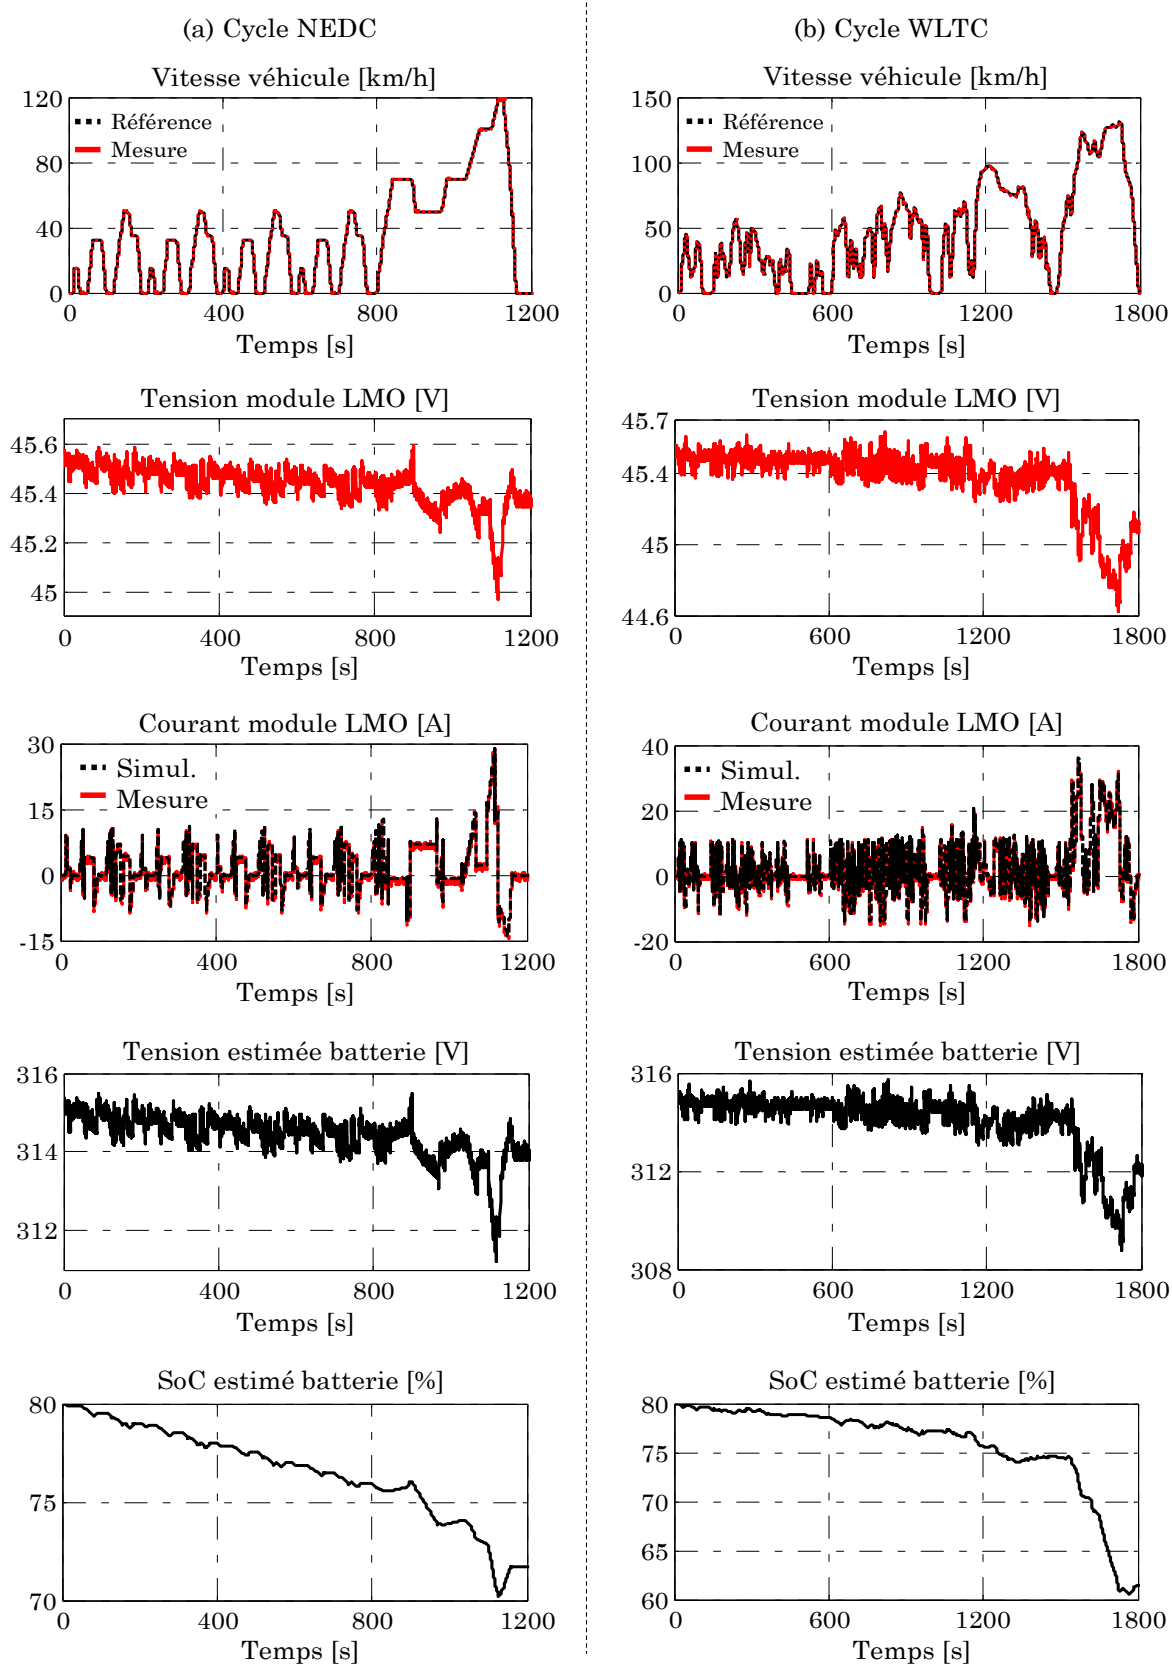 (a) Cycle NEDC
Vitesse véhicule [km/h]
120
80
40
0
Référence
Mesure
0 400 800 1200
Temps [s]
Tension module LMO [V]
45.6
45.4
45.2
45
0 400 800 1200
Temps [s]
Courant module LMO [A]
30
15
0
-15
Simul.
Mesure
0 400 800 1200
Temps [s]
Tension estimée batterie [V]
316
314
312
0 400 800 1200
Temps [s]
SoC estimé batterie [%]
80
75
70
0 400 800 1200
Temps [s]
(b) Cycle WLTC
Vitesse véhicule [km/h]
150
100
50
0
Référence
Mesure
0 600 1200 1800
Temps [s]
Tension module LMO [V]
45.7
45.4
45
44.6
0 600 1200 1800
Temps [s]
Courant module LMO [A]
40
20
0
-20
Simul.
Mesure
0 600 1200 1800
Temps [s]
Tension estimée batterie [V]
316
312
308
0 600 1200 1800
Temps [s]
SoC estimé batterie [%]
80
75
70
65
60
0 600 1200 1800
Temps [s]